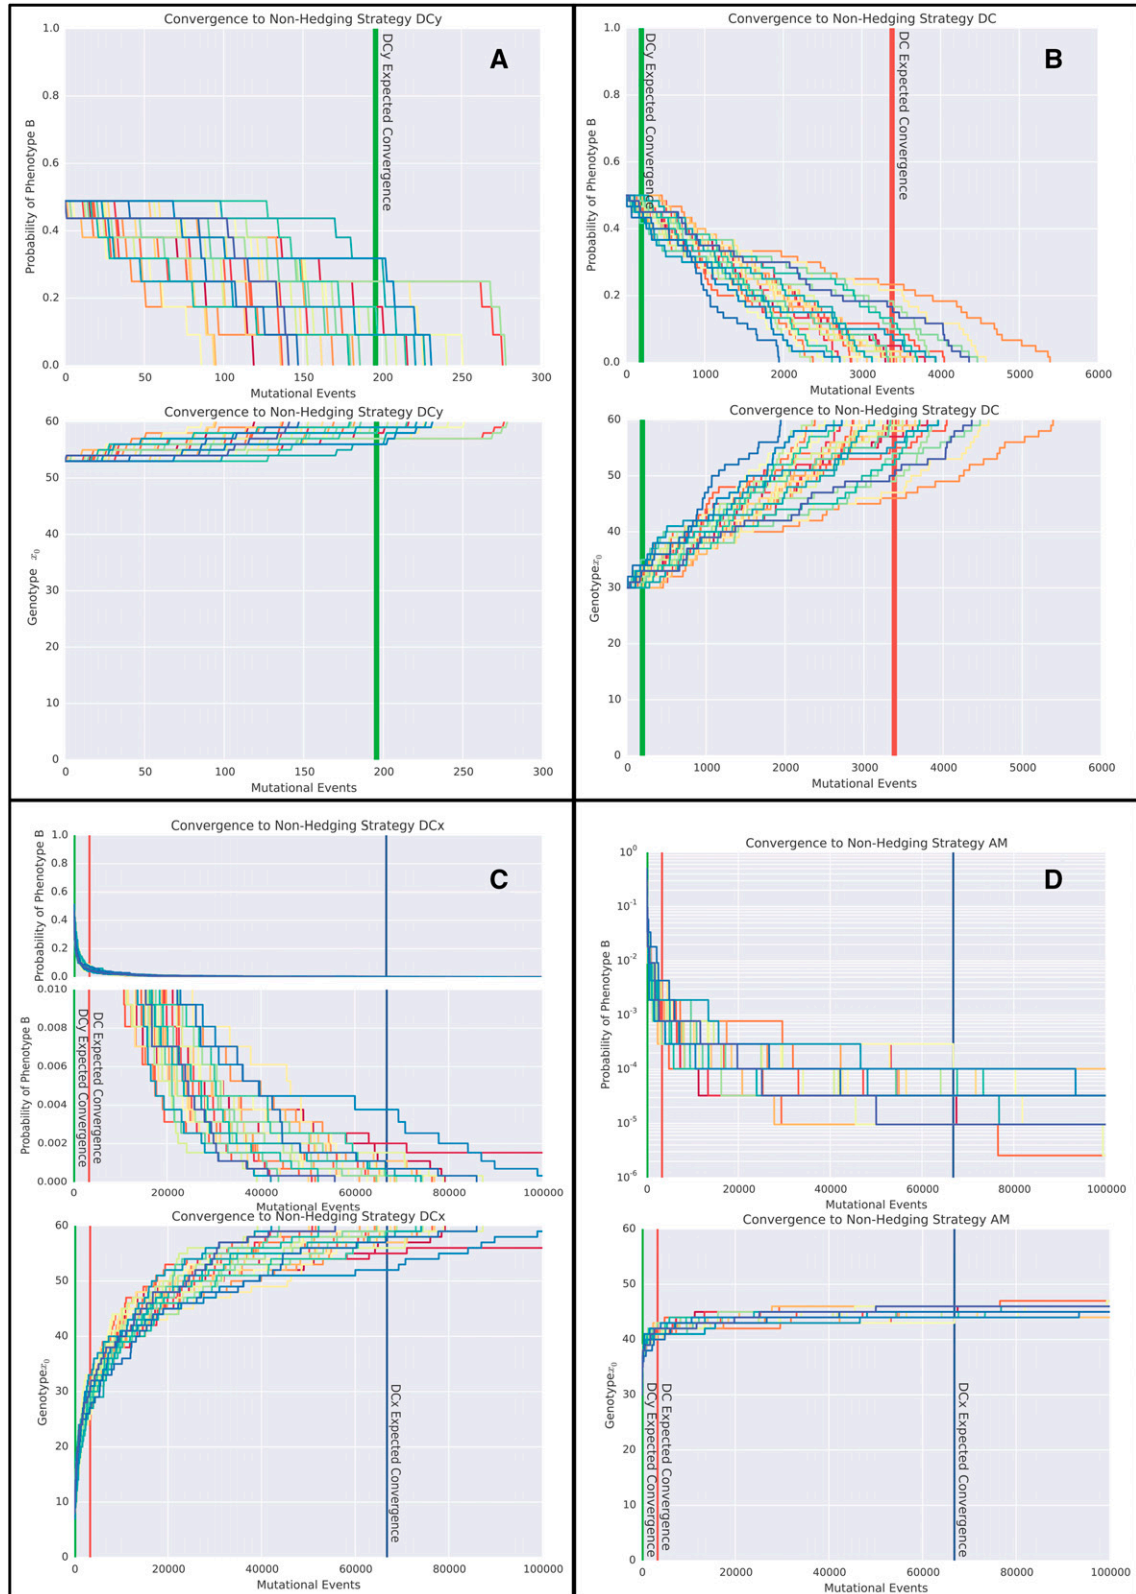 Convergence to Non-Hedging Strategy DCy
A
Probability of Phenotype B
1.0
0.8
0.6
0.4
0.2
0.0
DCy Expected Convergence
0 50 100 150 200 250 300
Mutational Events
Convergence to Non-Hedging Strategy DCy
Genotype x₀
60
50
40
30
20
10
0
0 50 100 150 200 250 300
Mutational Events
Convergence to Non-Hedging Strategy DC
B
Probability of Phenotype B
1.0
0.8
0.6
0.4
0.2
0.0
DCy Expected Convergence
DC Expected Convergence
0 1000 2000 3000 4000 5000 6000
Mutational Events
Convergence to Non-Hedging Strategy DC
Genotypex₀
60
50
40
30
20
10
0
0 1000 2000 3000 4000 5000 6000
Mutational Events
Convergence to Non-Hedging Strategy DCx
C
Probability of Phenotype B
1.0
0.8
0.6
0.4
0.2
0.0
Probability of Phenotype B
0.010
0.008
0.006
0.004
0.002
0.000
DCy Expected Convergence
DC Expected Convergence
0 20000 40000 60000 80000 100000
Mutational Events
Convergence to Non-Hedging Strategy DCx
Genotypex₀
60
50
40
30
20
10
0
DCx Expected Convergence
0 20000 40000 60000 80000 100000
Mutational Events
Convergence to Non-Hedging Strategy AM
D
Probability of Phenotype B
10⁰
10⁻¹
10⁻²
10⁻³
10⁻⁴
10⁻⁵
10⁻⁶
0 20000 40000 60000 80000 100000
Mutational Events
Convergence to Non-Hedging Strategy AM
Genotypex₀
60
50
40
30
20
10
0
DCy Expected Convergence
DC Expected Convergence
DCx Expected Convergence
0 20000 40000 60000 80000 100000
Mutational Events